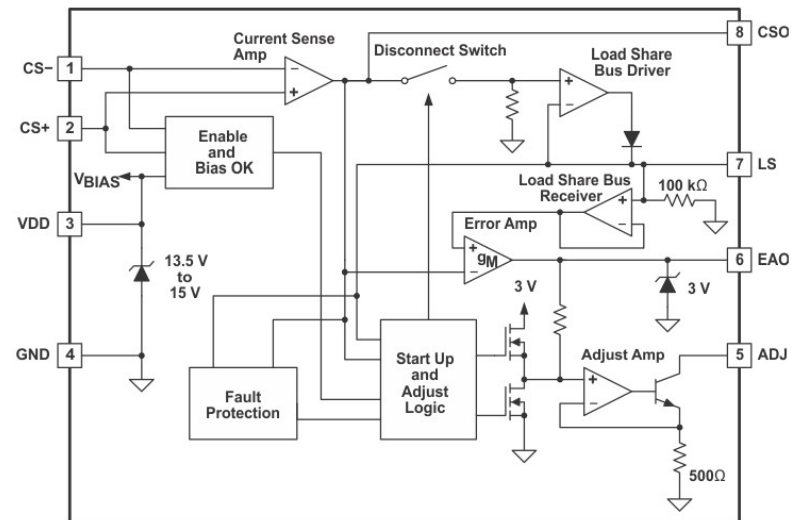 Current Sense
Amp
Disconnect Switch
Load Share
Bus Driver
8
CSO
CS−
1
−
+
+
−
CS+
2
Enable
and
Bias OK
VBIAS
7
LS
100 kΩ
Load Share Bus
Receiver
+
−
VDD
3
Error Amp
+
gM
−
6
EAO
13.5 V
to
15 V
3 V
3 V
GND
4
Start Up
and
Adjust
Logic
Fault
Protection
Adjust Amp
5
ADJ
+
−
500Ω